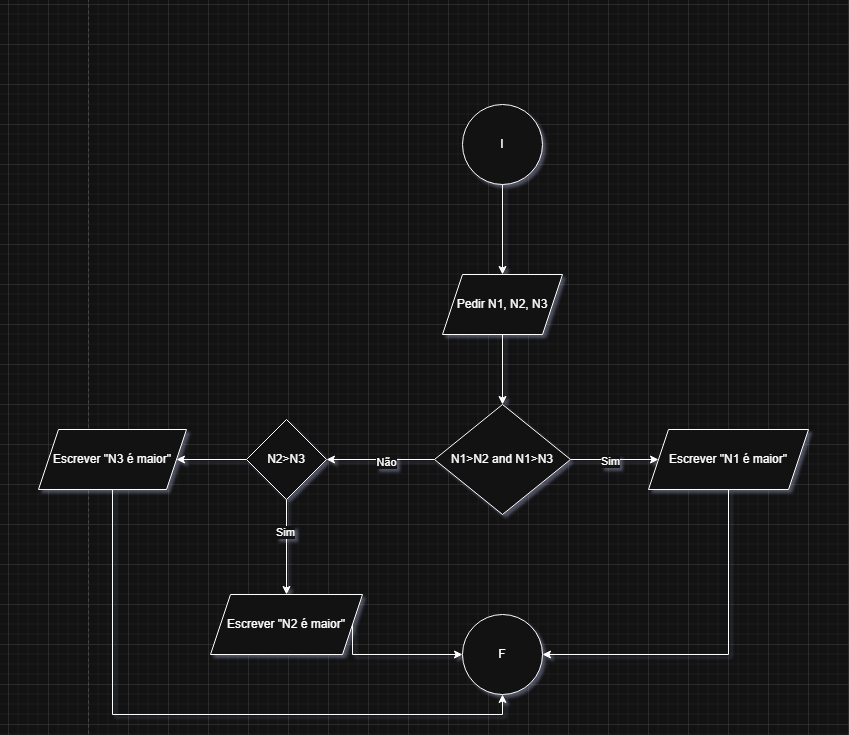 I
Pedir N1, N2, N3
Escrever "N3 é maior"
N2>N3
Não
N1>N2 and N1>N3
Sim
Escrever "N1 é maior"
Sim
Escrever "N2 é maior"
F